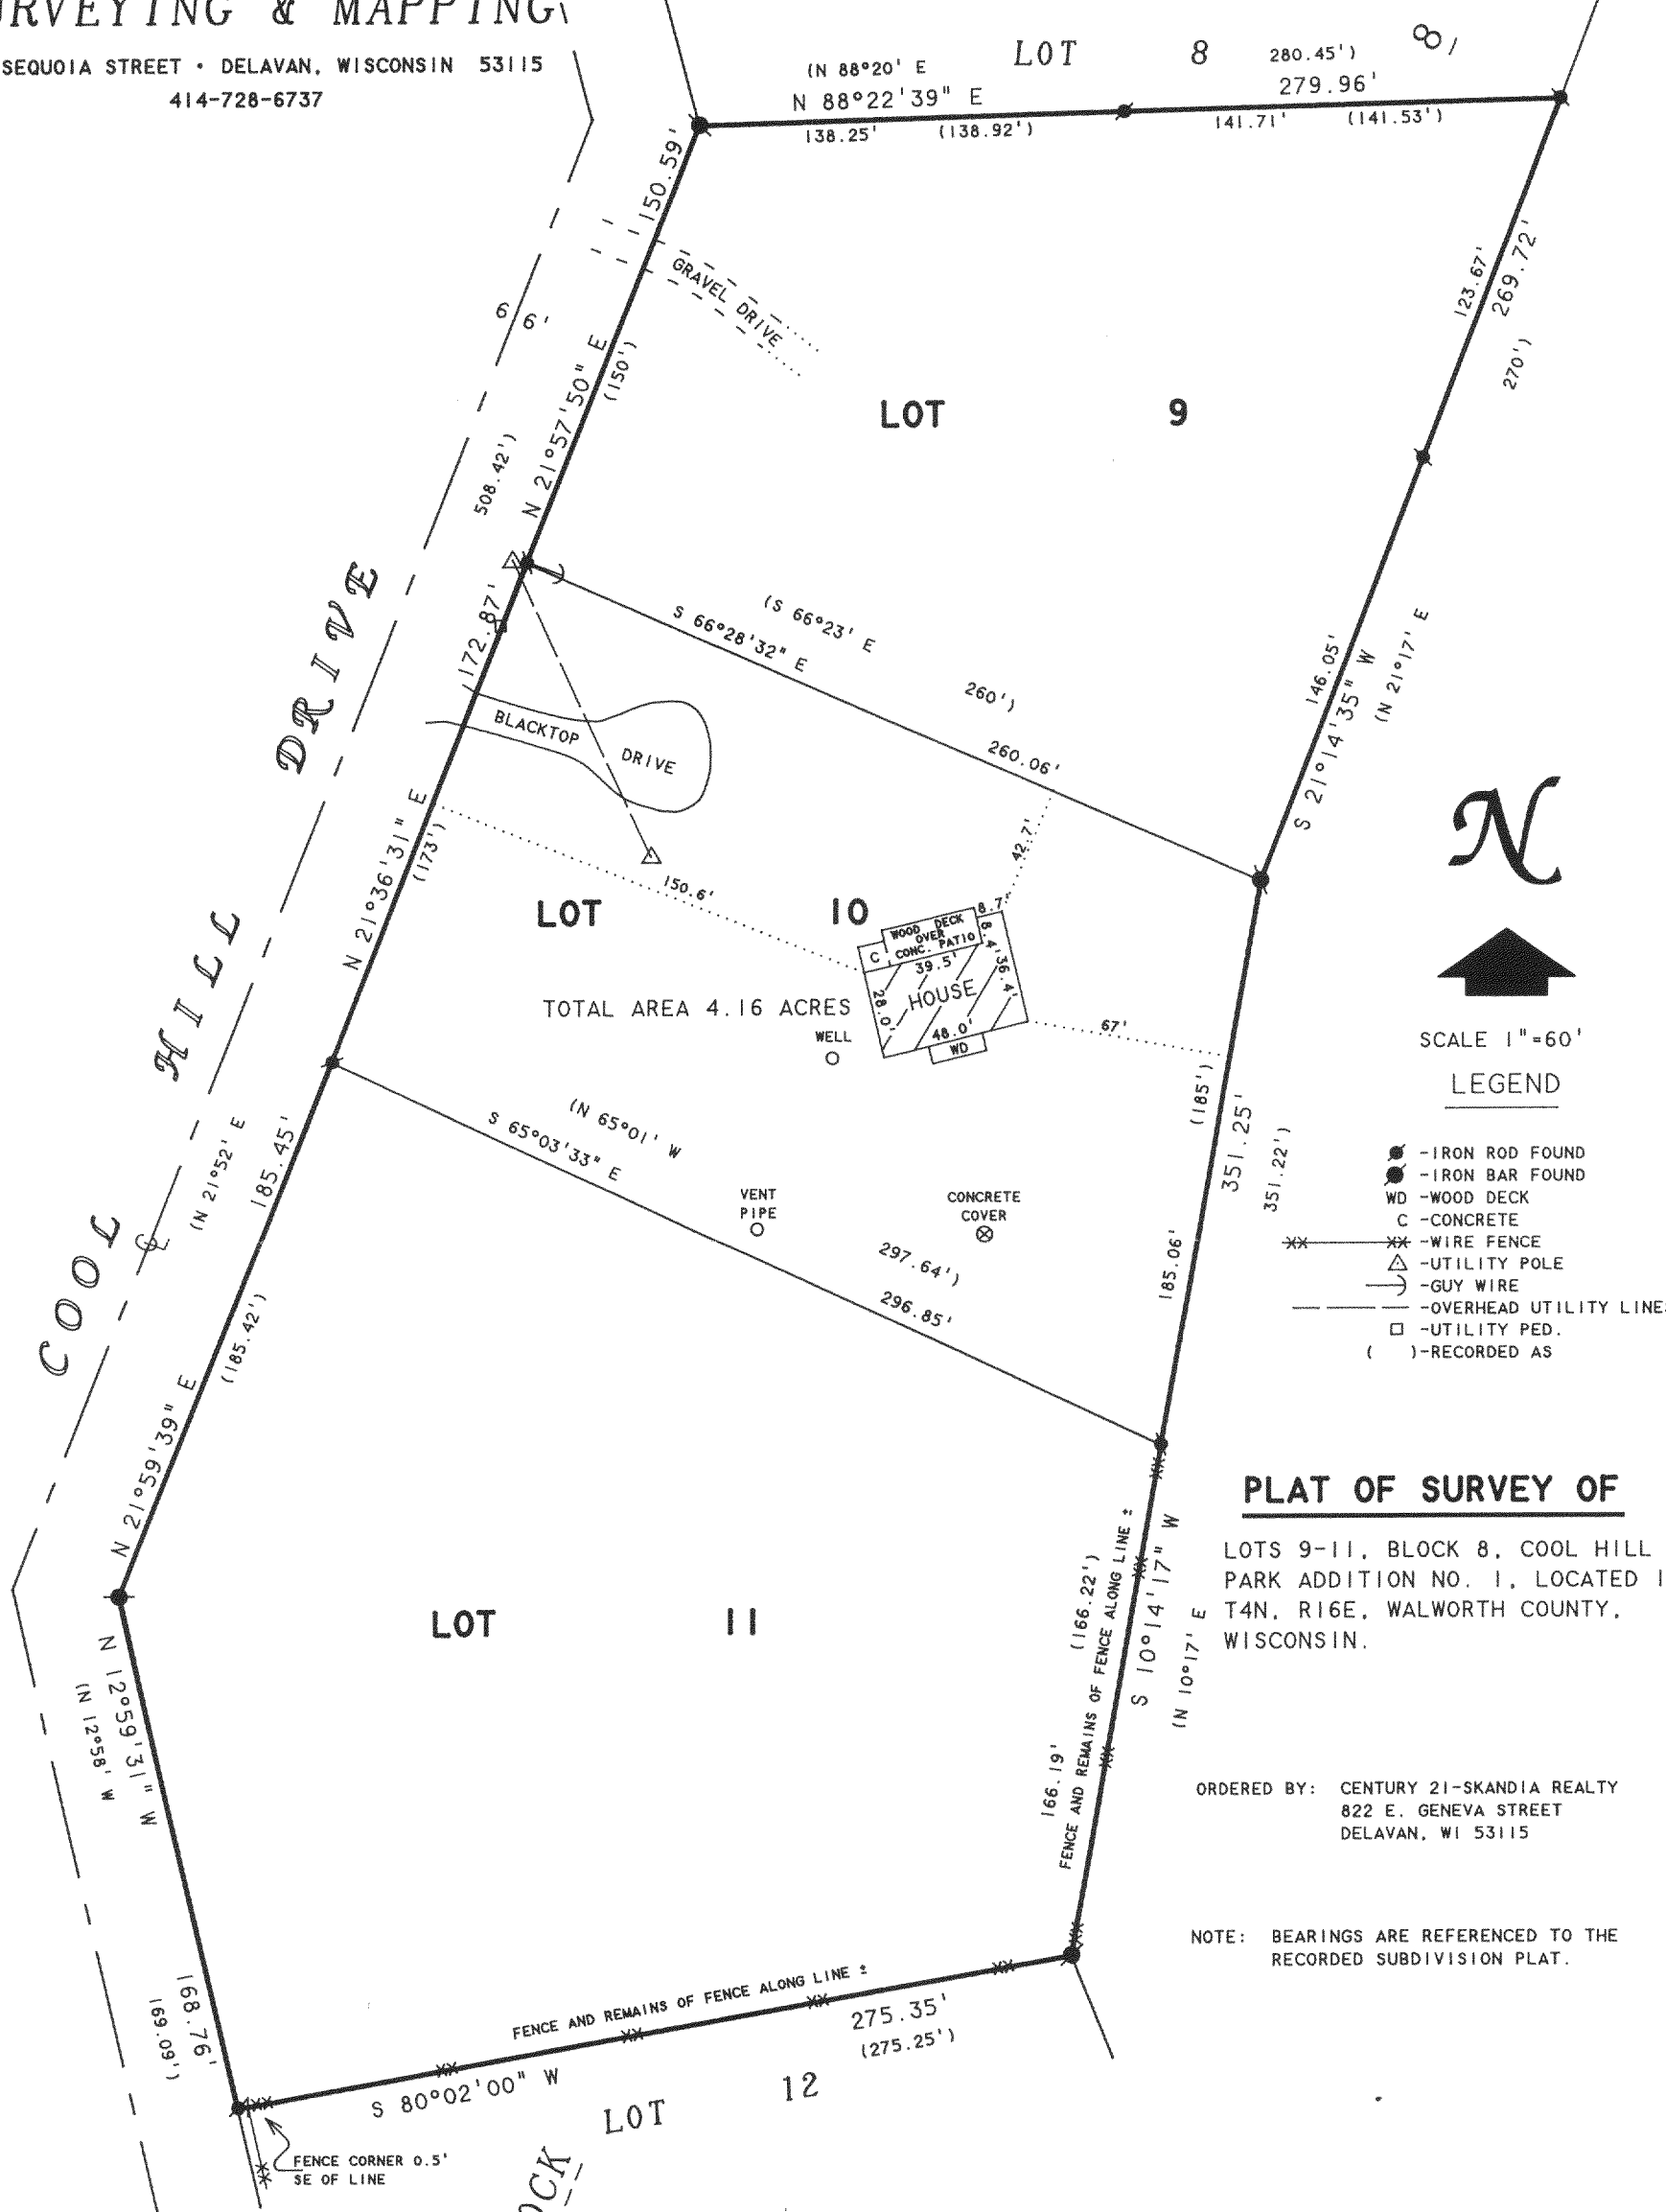 SURVEYING & MAPPING
SEQUOIA STREET • DELAVAN, WISCONSIN 53115
414-728-6737
LOT 8
(N 88°20' E 280.45')
N 88°22'39" E 279.96'
138.25' (138.92') 141.71' (141.53')
150.59'
N 21°57'50" E
(150')
GRAVEL DRIVE
66'
508.42')
123.67'
269.72'
270')
LOT 9
146.05'
S 21°14'35" W
(N 21°17' E
172.87'
N 21°36'31" E
(173')
(S 66°23' E 260')
S 66°28'32" E 260.06'
BLACKTOP DRIVE
COOL HILL DRIVE
150.6'
42.7'
LOT 10
8.7'
WOOD DECK
OVER
CONC. PATIO
C
8.4'
39.5'
36.4'
28.0'
HOUSE
48.0'
WD
67'
TOTAL AREA 4.16 ACRES
WELL
N
SCALE 1"=60'
LEGEND
-IRON ROD FOUND
-IRON BAR FOUND
WD -WOOD DECK
C -CONCRETE
XX XX -WIRE FENCE
-UTILITY POLE
-GUY WIRE
-OVERHEAD UTILITY LINE
-UTILITY PED.
( )-RECORDED AS
(185')
351.25'
351.22')
185.06'
(N 21°52' E
185.45'
(185.42')
N 21°59'39" E
(N 65°01' W 297.64')
S 65°03'33" E 296.85'
VENT
PIPE
CONCRETE
COVER
LOT 11
(166.22')
FENCE AND REMAINS OF FENCE ALONG LINE ±
166.19'
S 10°14'17" W
(N 10°17' E
PLAT OF SURVEY OF
LOTS 9-11, BLOCK 8, COOL HILL
PARK ADDITION NO. 1, LOCATED I
T4N, R16E, WALWORTH COUNTY,
WISCONSIN.
ORDERED BY: CENTURY 21-SKANDIA REALTY
822 E. GENEVA STREET
DELAVAN, WI 53115
NOTE: BEARINGS ARE REFERENCED TO THE
RECORDED SUBDIVISION PLAT.
N 12°59'31" W
(N 12°58' W
168.76'
169.09')
FENCE AND REMAINS OF FENCE ALONG LINE ±
275.35'
(275.25')
S 80°02'00" W
LOT 12
FENCE CORNER 0.5'
SE OF LINE
OCK